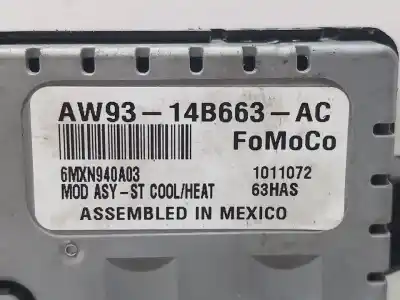 AW93-14B663-AC
FoMoCo
6MXN940A03 1011072
MOD ASY-ST COOL/HEAT 63HAS
ASSEMBLED IN MEXICO